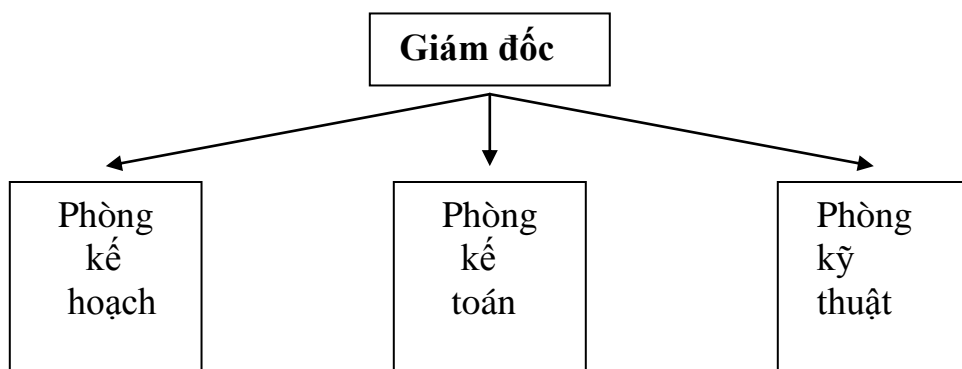 Giám đốc
Phòng
kế
hoạch
Phòng
kế
toán
Phòng
kỹ
thuật